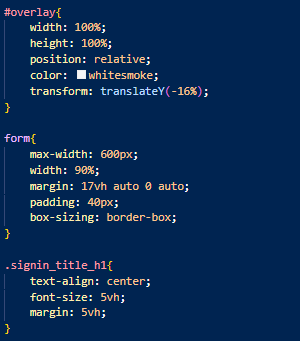 #overlay{
    width: 100%;
    height: 100%;
    position: relative;
    color: whitesmoke;
    transform: translateY(-16%);
}

form{
    max-width: 600px;
    width: 90%;
    margin: 17vh auto 0 auto;
    padding: 40px;
    box-sizing: border-box;
}

.signin_title_h1{
    text-align: center;
    font-size: 5vh;
    margin: 5vh;
}